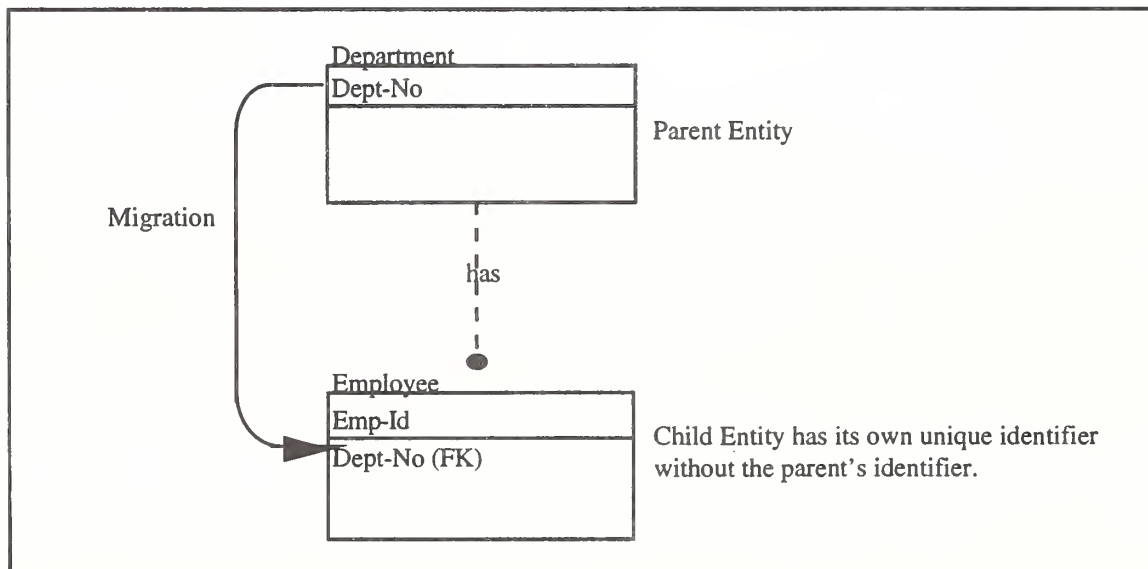 Department
Dept-No
Parent Entity
Migration
has
Employee
Emp-Id
Dept-No (FK)
Child Entity has its own unique identifier
without the parent's identifier.